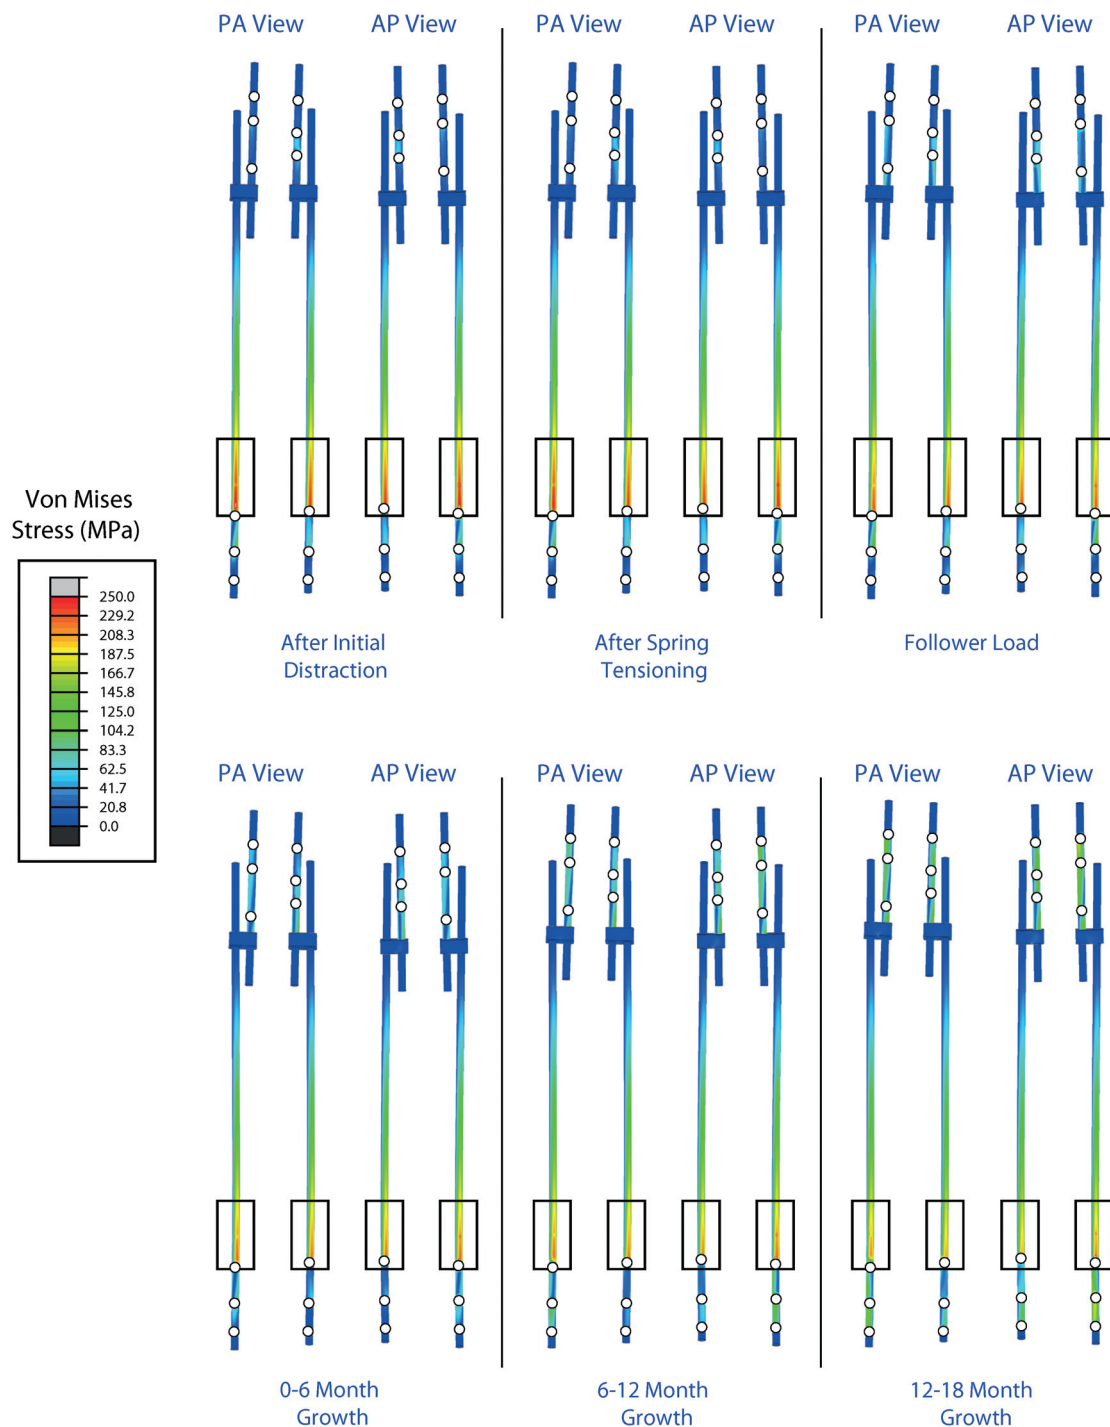 PA View AP View PA View AP View PA View AP View
Von Mises
Stress (MPa)
250.0
229.2
208.3
187.5
166.7
145.8
125.0
104.2
83.3
62.5
41.7
20.8
0.0
After Initial
Distraction
After Spring
Tensioning
Follower Load
PA View AP View PA View AP View PA View AP View
0-6 Month
Growth
6-12 Month
Growth
12-18 Month
Growth